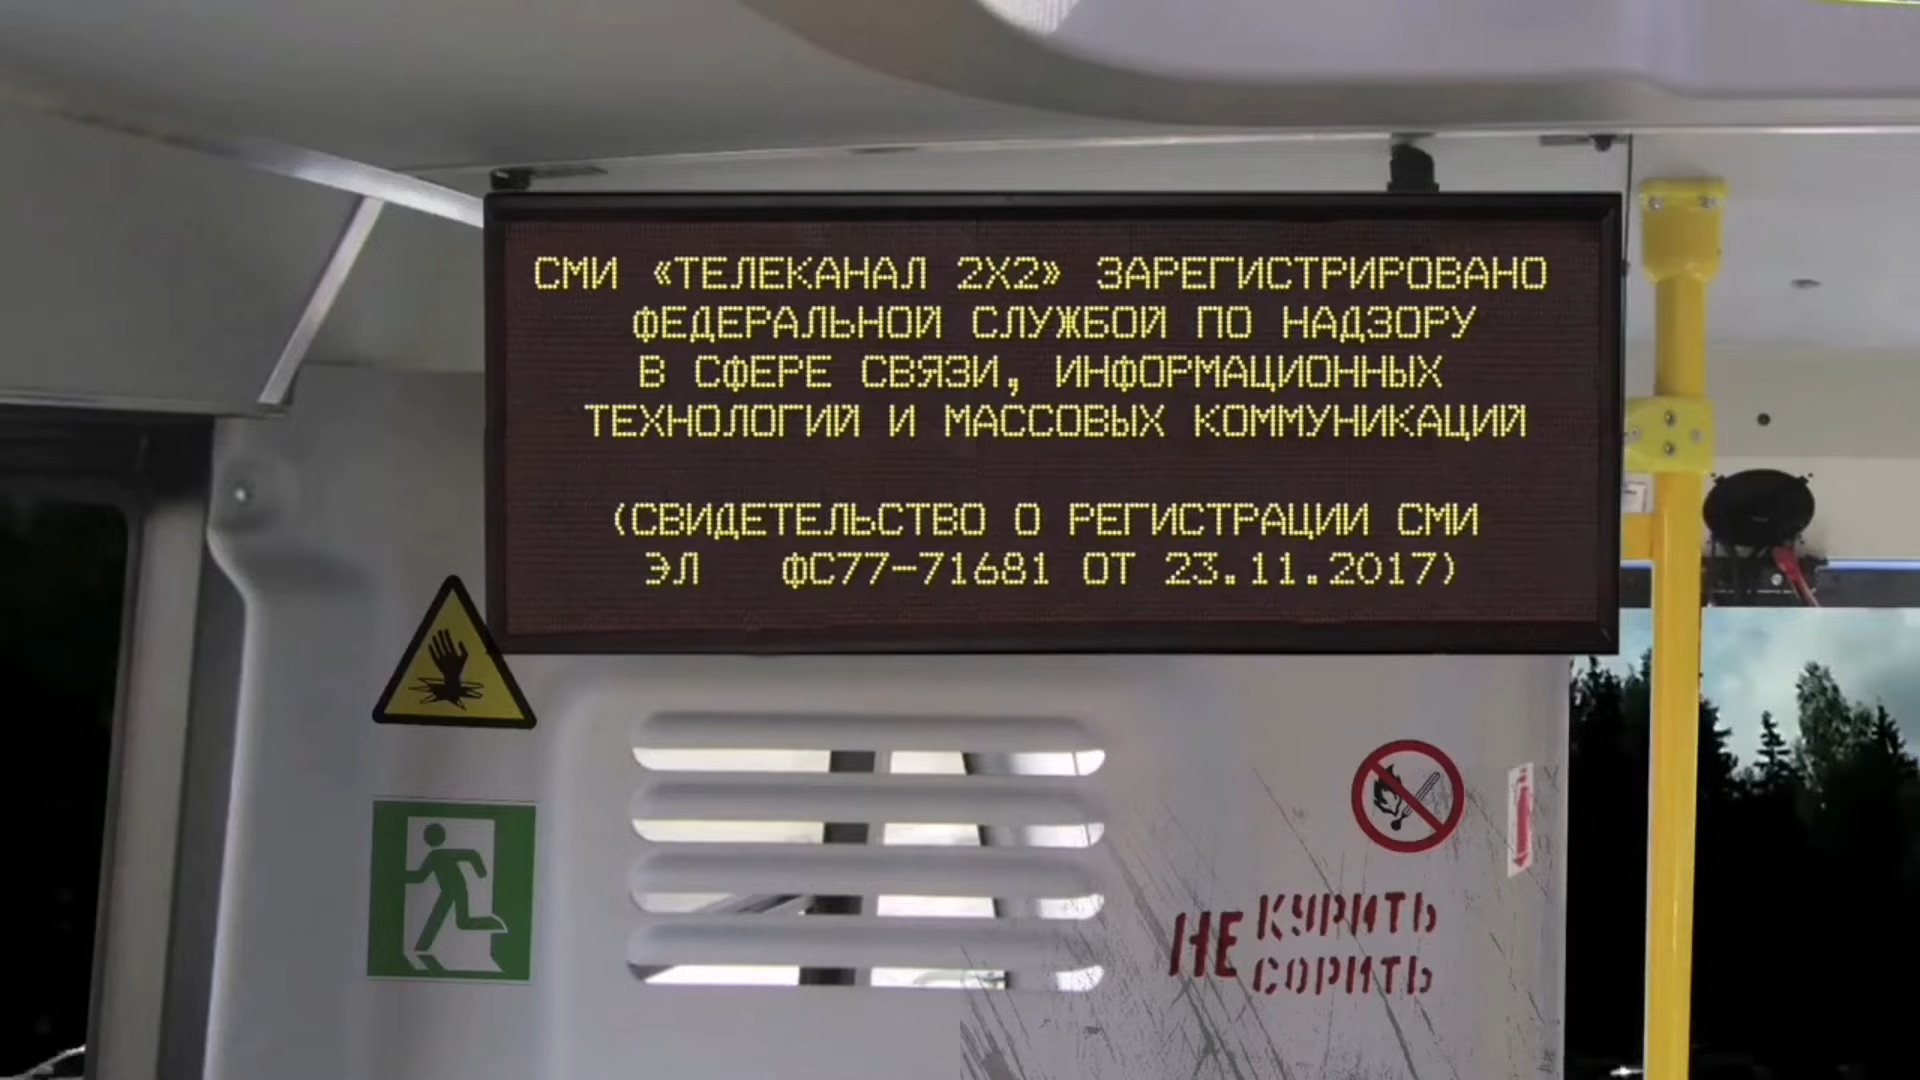 СМИ «ТЕЛЕКАНАЛ 2Х2» ЗАРЕГИСТРИРОВАНО
ФЕДЕРАЛЬНОЙ СЛУЖБОЙ ПО НАДЗОРУ
В СФЕРЕ СВЯЗИ, ИНФОРМАЦИОННЫХ
ТЕХНОЛОГИЙ И МАССОВЫХ КОММУНИКАЦИЙ
(СВИДЕТЕЛЬСТВО О РЕГИСТРАЦИИ СМИ
ЭЛ ФС77-71681 ОТ 23.11.2017)
НЕ КУРИТЬ
СОРИТЬ